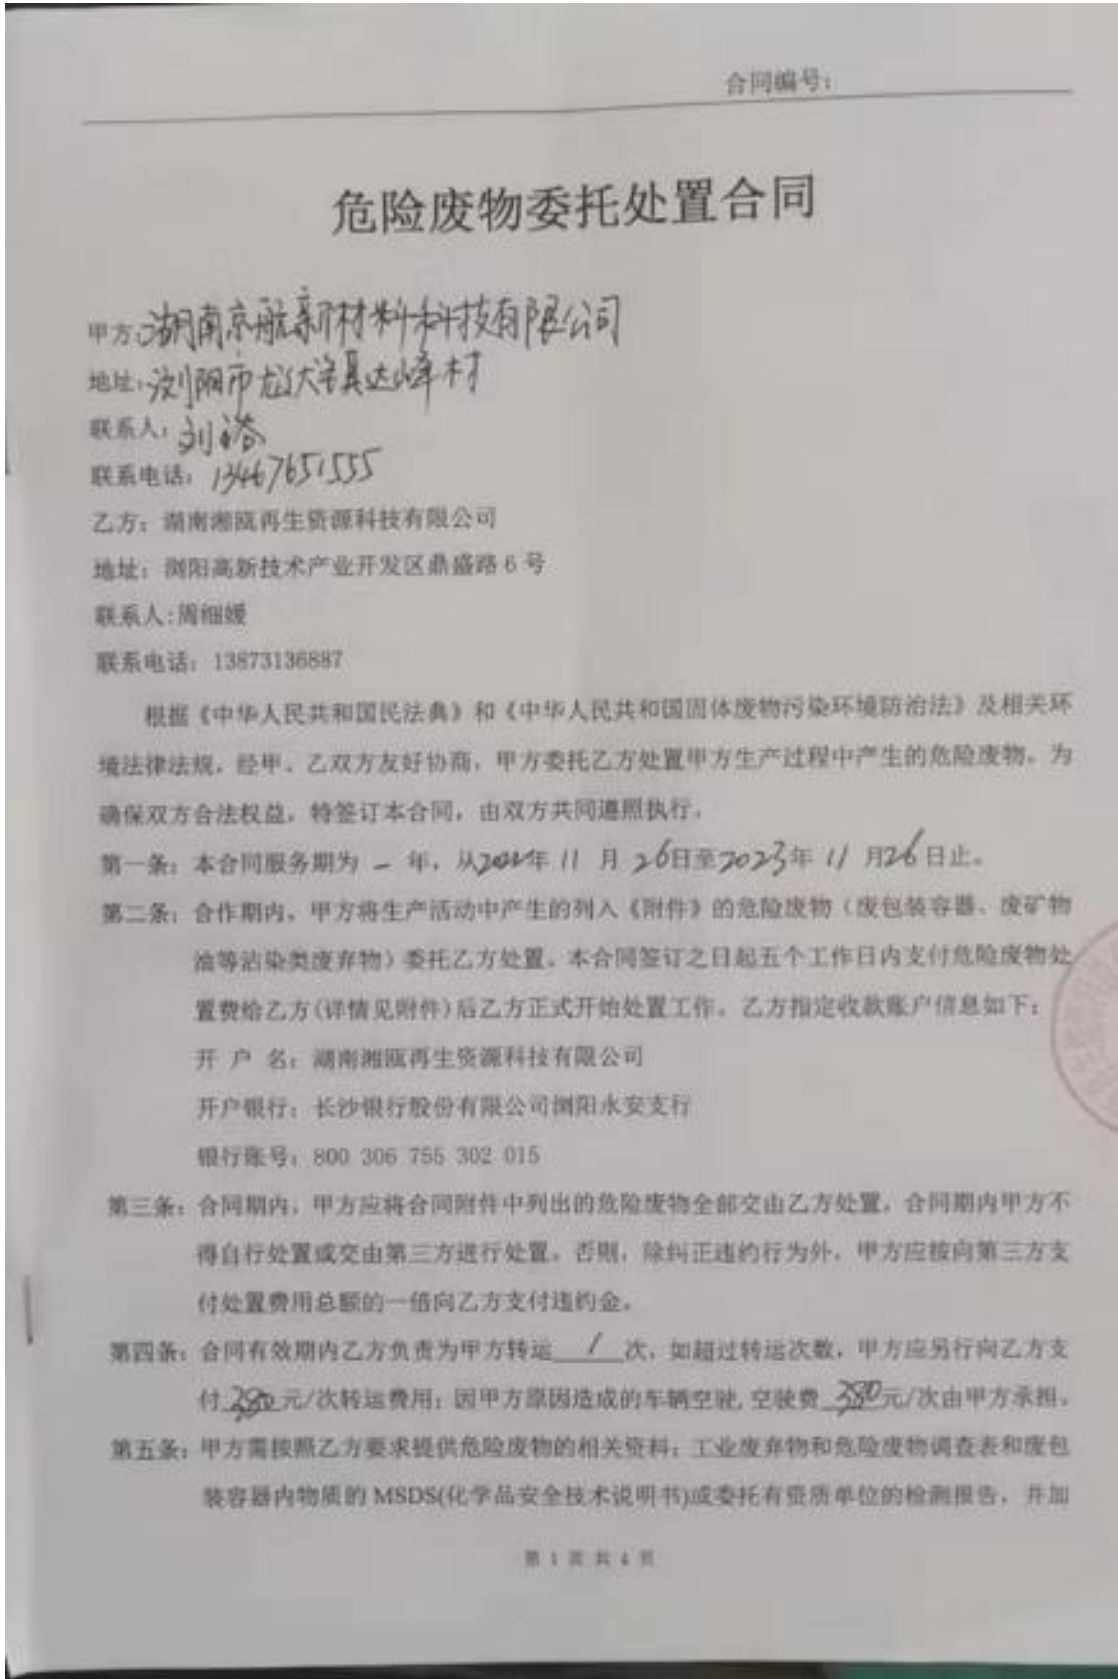 合同编号:
危险废物委托处置合同
甲方:湖南京航新材料科技有限公司
地址:浏阳市 达峰村
联系人:刘
联系电话:13467651555
乙方:湖南湘瓯再生资源科技有限公司
地址:浏阳高新技术产业开发区鼎盛路6号
联系人:周细嫒
联系电话:13873136887
根据《中华人民共和国民法典》和《中华人民共和国固体废物污染环境防治法》及相关环
境法律法规,经甲、乙双方友好协商,甲方委托乙方处置甲方生产过程中产生的危险废物。为
确保双方合法权益,特签订本合同,由双方共同遵照执行。
第一条:本合同服务期为 一 年,从2022年 11 月 26日至2023年 11 月26日止。
第二条:合作期内,甲方将生产活动中产生的列入《附件》的危险废物(废包装容器、废矿物
油等沾染类废弃物)委托乙方处置。本合同签订之日起五个工作日内支付危险废物处
置费给乙方(详情见附件)后乙方正式开始处置工作。乙方指定收款账户信息如下:
开 户 名:湖南湘瓯再生资源科技有限公司
开户银行:长沙银行股份有限公司浏阳永安支行
银行账号:800 306 755 302 015
第三条:合同期内,甲方应将合同附件中列出的危险废物全部交由乙方处置,合同期内甲方不
得自行处置或交由第三方进行处置。否则,除纠正违约行为外,甲方应按向第三方支
付处置费用总额的一倍向乙方支付违约金。
第四条:合同有效期内乙方负责为甲方转运 1 次,如超过转运次数,甲方应另行向乙方支
付 元/次转运费用;因甲方原因造成的车辆空驶,空驶费 元/次由甲方承担。
第五条:甲方需按照乙方要求提供危险废物的相关资料:工业废弃物和危险废物调查表和废包
装容器内物质的 MSDS(化学品安全技术说明书)或委托有资质单位的检测报告,并加
第 1 页 共 4 页